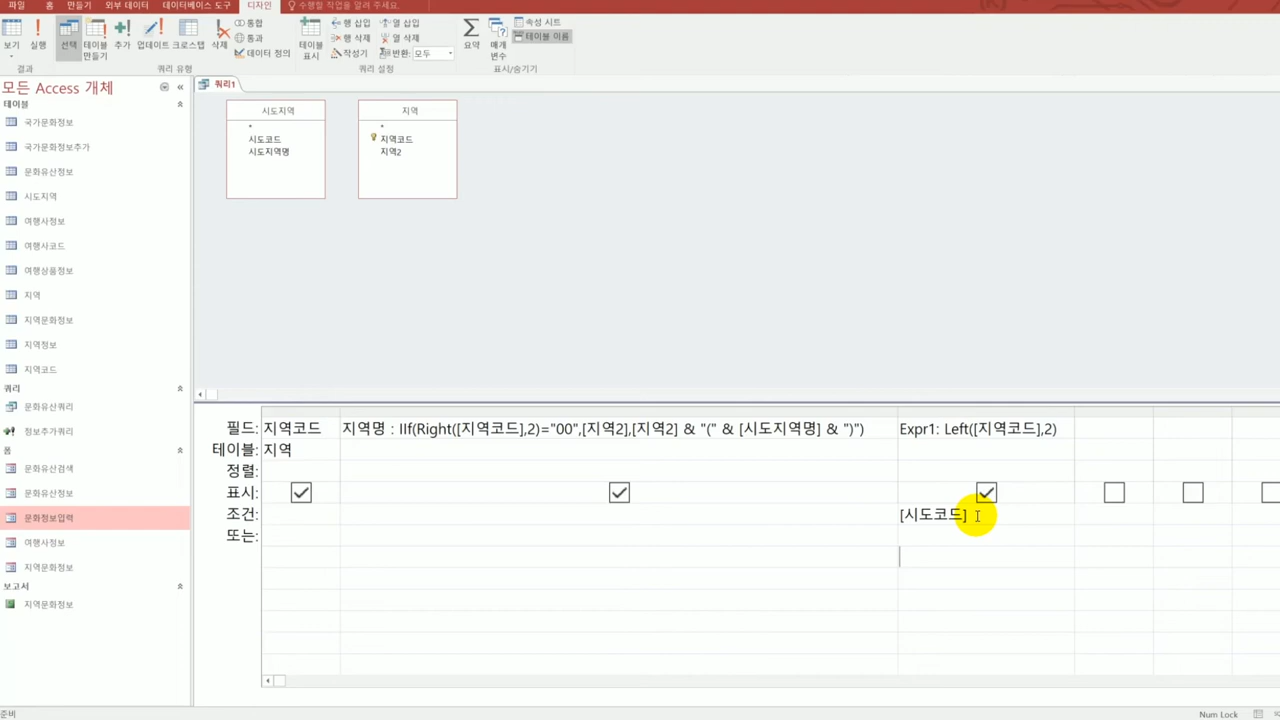 파일 홈 만들기 외부 데이터 데이터베이스 도구 디자인 수행할 작업을 알려 주세요.
보기 실행 선택 테이블 만들기 추가 업데이트 크로스탭 삭제 통합 통과 데이터 정의 테이블 표시 행 삽입 행 삭제 작성기 열 삽입 열 삭제 반환: 모두 요약 매개 변수 속성 시트 테이블 이름
결과 쿼리 유형 쿼리 설정 표시/숨기기
모든 Access 개체
테이블
국가문화정보
국가문화정보추가
문화유산정보
시도지역
여행사정보
여행사코드
여행상품정보
지역
지역문화정보
지역정보
지역코드
쿼리
문화유산쿼리
정보추가쿼리
폼
문화유산검색
문화유산정보
문화정보입력
여행사정보
지역문화정보
보고서
지역문화정보
쿼리1
시도지역
*
시도코드
시도지역명
지역
*
지역코드
지역2
필드: 지역코드 지역명 : IIf(Right([지역코드],2)="00",[지역2],[지역2] & "(" & [시도지역명] & ")") Expr1: Left([지역코드],2)
테이블: 지역
정렬:
표시:
조건: [시도코드]
또는:
준비 Num Lock